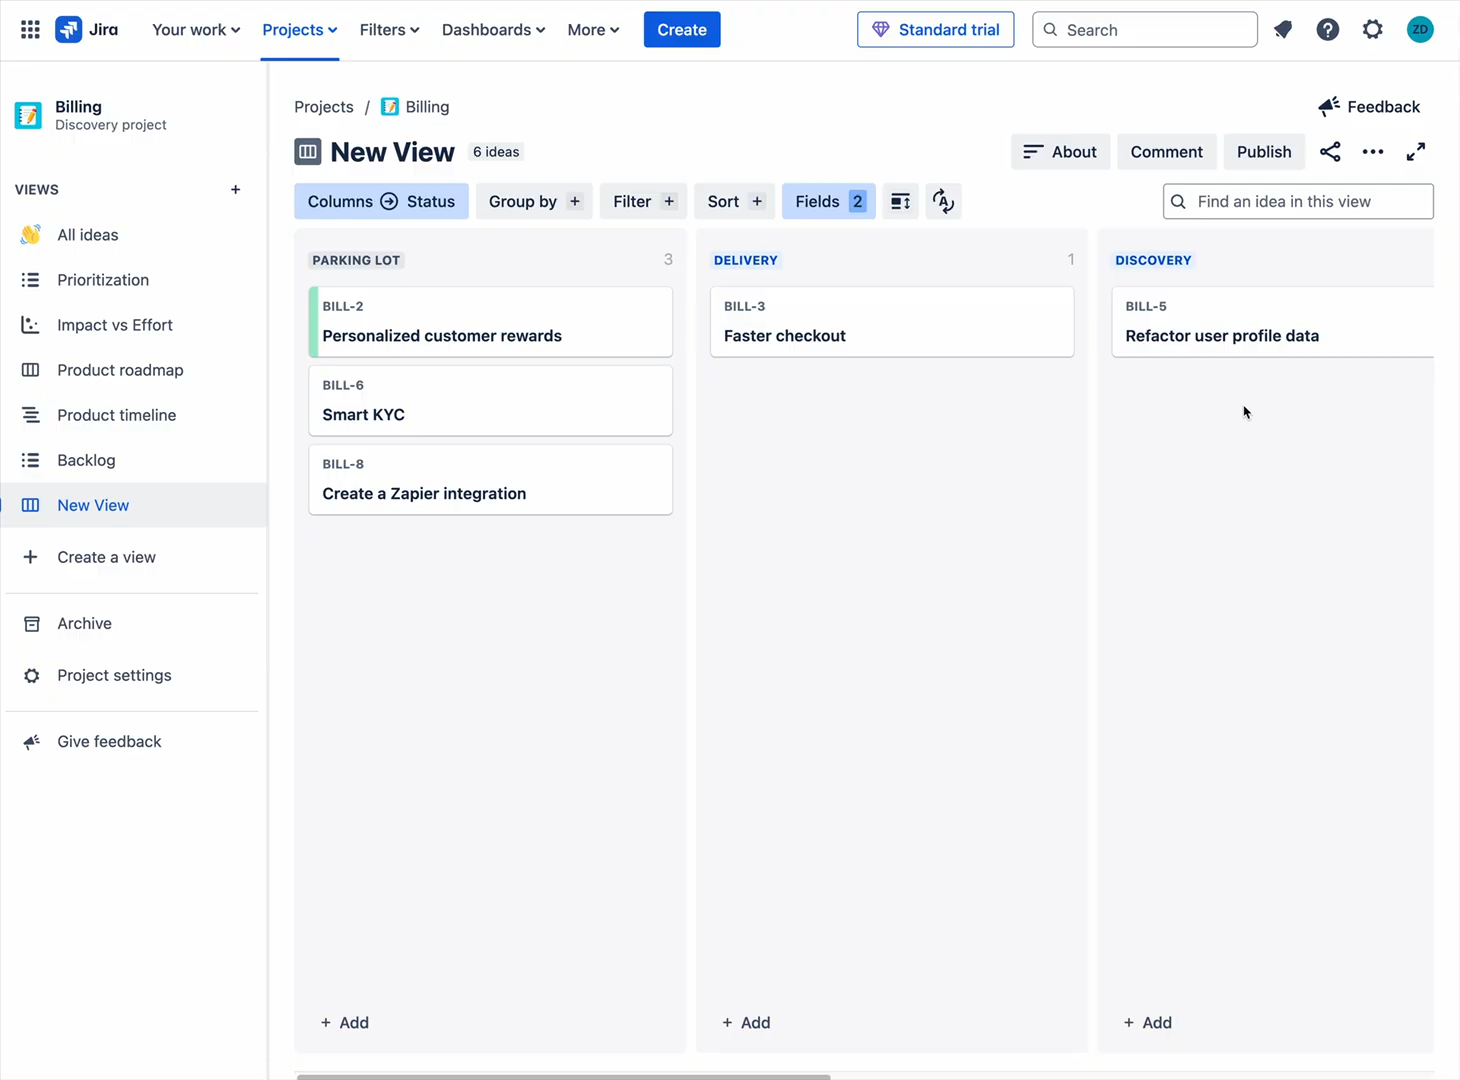 Jira
Your work
Projects
Filters
Dashboards
More
Create
Standard trial
Search
ZD
Billing
Discovery project
VIEWS
All ideas
Prioritization
Impact vs Effort
Product roadmap
Product timeline
Backlog
New View
Create a view
Archive
Project settings
Give feedback
Projects / Billing
Feedback
New View 6 ideas
About
Comment
Publish
Columns Status
Group by +
Filter +
Sort +
Fields 2
Find an idea in this view
PARKING LOT 3
BILL-2
Personalized customer rewards
BILL-6
Smart KYC
BILL-8
Create a Zapier integration
+ Add
DELIVERY 1
BILL-3
Faster checkout
+ Add
DISCOVERY
BILL-5
Refactor user profile data
+ Add